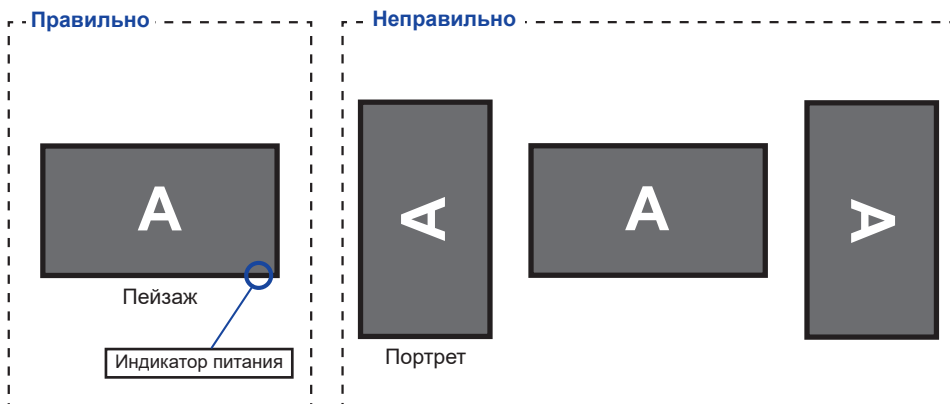 Правильно
Неправильно
A
A
A
A
Пейзаж
Индикатор питания
Портрет